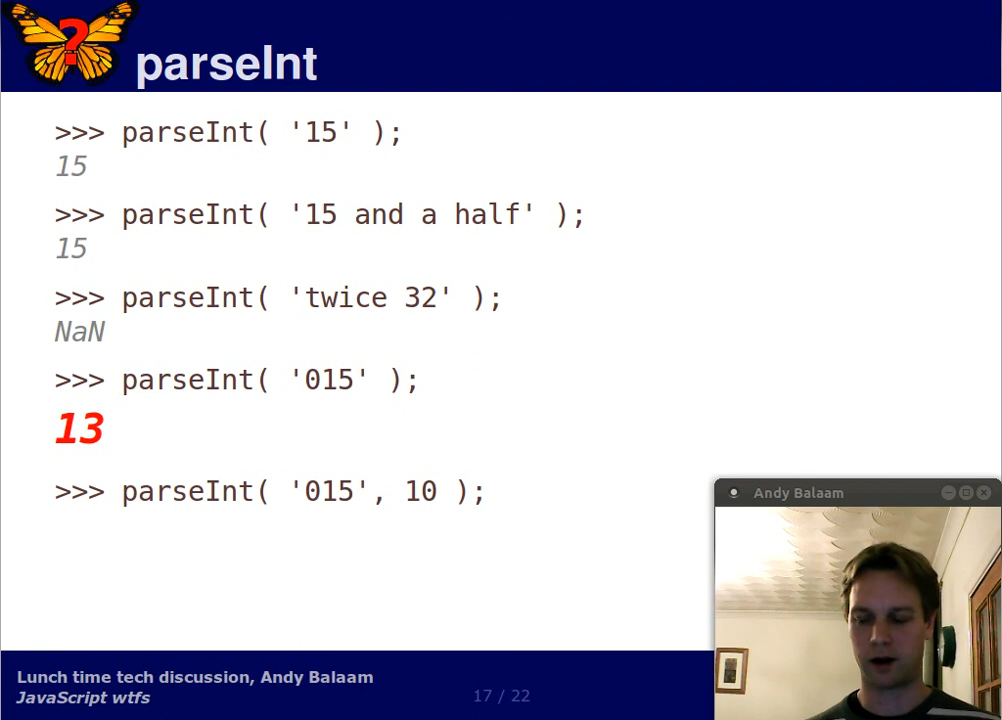 ?
parseInt
>>> parseInt( '15' );
15
>>> parseInt( '15 and a half' );
15
>>> parseInt( 'twice 32' );
NaN
>>> parseInt( '015' );
13
>>> parseInt( '015', 10 );
Andy Balaam
Lunch time tech discussion, Andy Balaam
JavaScript wtfs
17 / 22